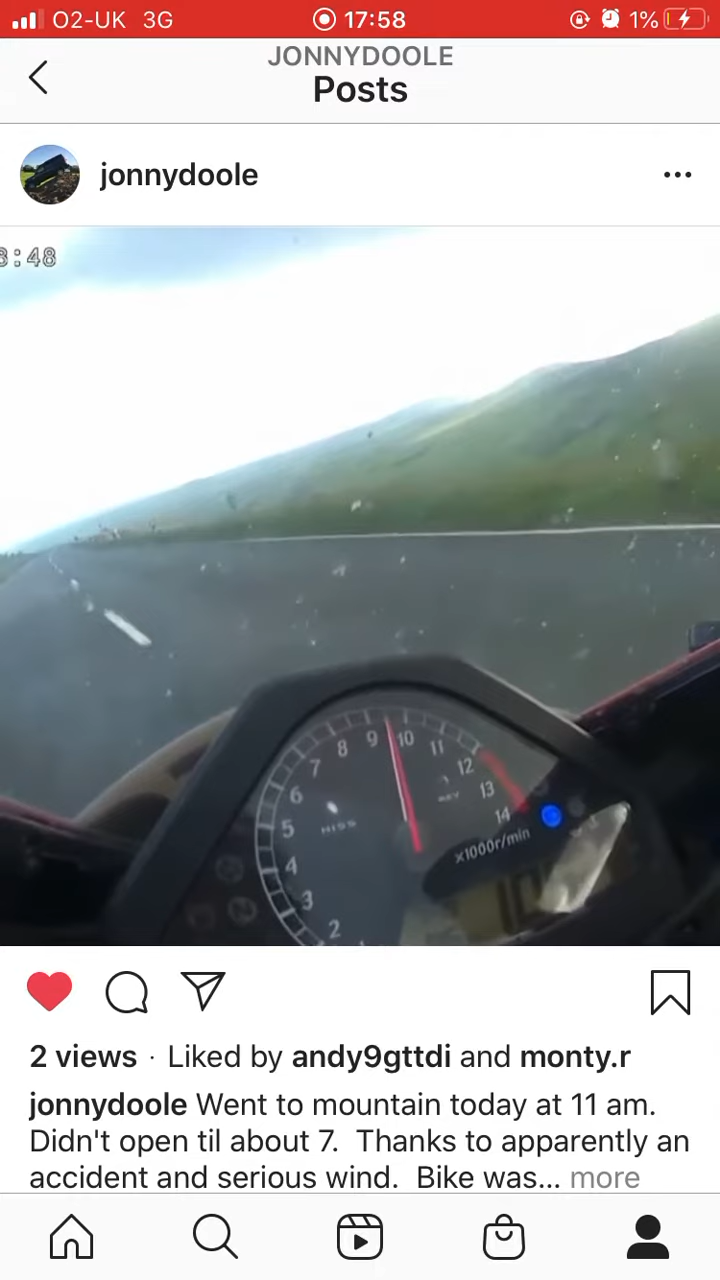 O2-UK 3G 17:58 1%
JONNYDOOLE
Posts
jonnydoole
3:48
2 3 4 5 6 7 8 9 10 11 12 13 14
HISS
x1000r/min
2 views · Liked by andy9gttdi and monty.r
jonnydoole Went to mountain today at 11 am.
Didn't open til about 7. Thanks to apparently an
accident and serious wind. Bike was... more